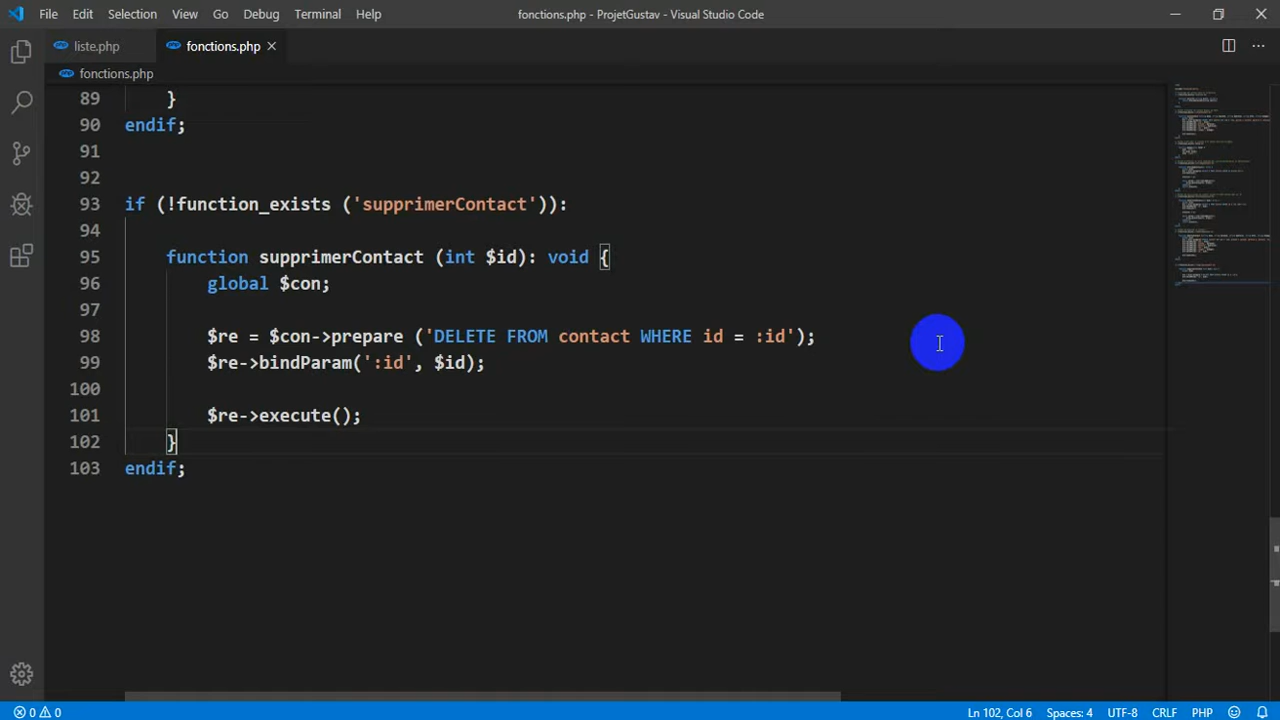 File Edit Selection View Go Debug Terminal Help fonctions.php - ProjetGustav - Visual Studio Code
liste.php fonctions.php
fonctions.php
89 }
90 endif;
91
92
93 if (!function_exists ('supprimerContact')):
94
95 function supprimerContact (int $id): void {
96 global $con;
97
98 $re = $con->prepare ('DELETE FROM contact WHERE id = :id');
99 $re->bindParam(':id', $id);
100
101 $re->execute();
102 }
103 endif;
0 0 Ln 102, Col 6 Spaces: 4 UTF-8 CRLF PHP